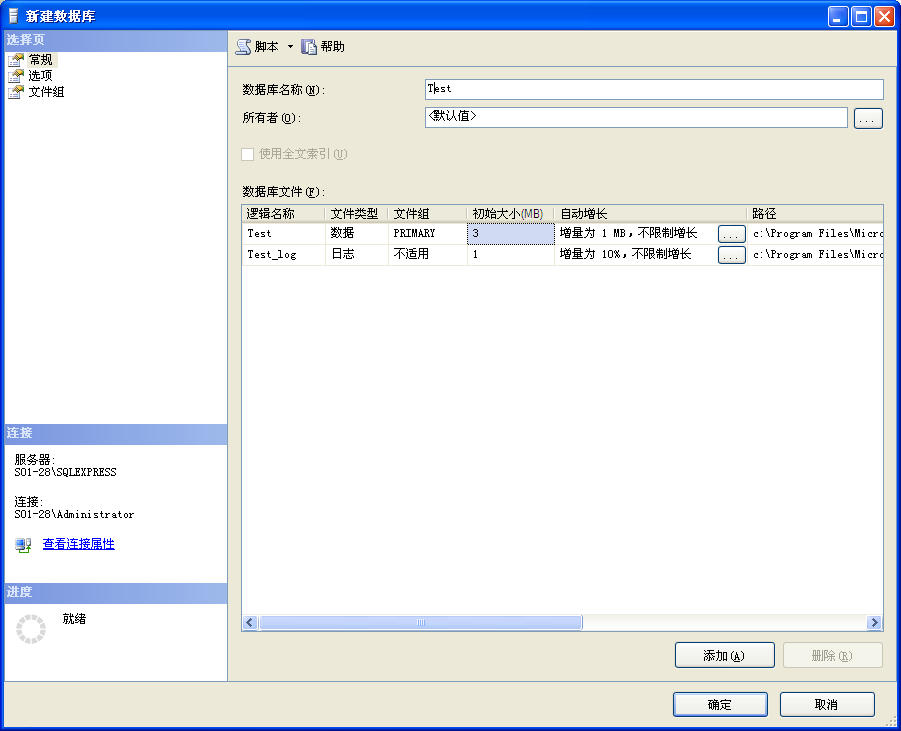 新建数据库
选择页
常规
选项
文件组
脚本 帮助
数据库名称(N): Test
所有者(O): <默认值> ...
使用全文索引(U)
数据库文件(F):
逻辑名称 文件类型 文件组 初始大小(MB) 自动增长 路径
Test 数据 PRIMARY 3 增量为 1 MB，不限制增长 ... c:\Program Files\Micro
Test_log 日志 不适用 1 增量为 10%，不限制增长 ... c:\Program Files\Micro
连接
服务器:
S01-28\SQLEXPRESS
连接:
S01-28\Administrator
查看连接属性
进度
就绪
添加(A) 删除(R)
确定 取消